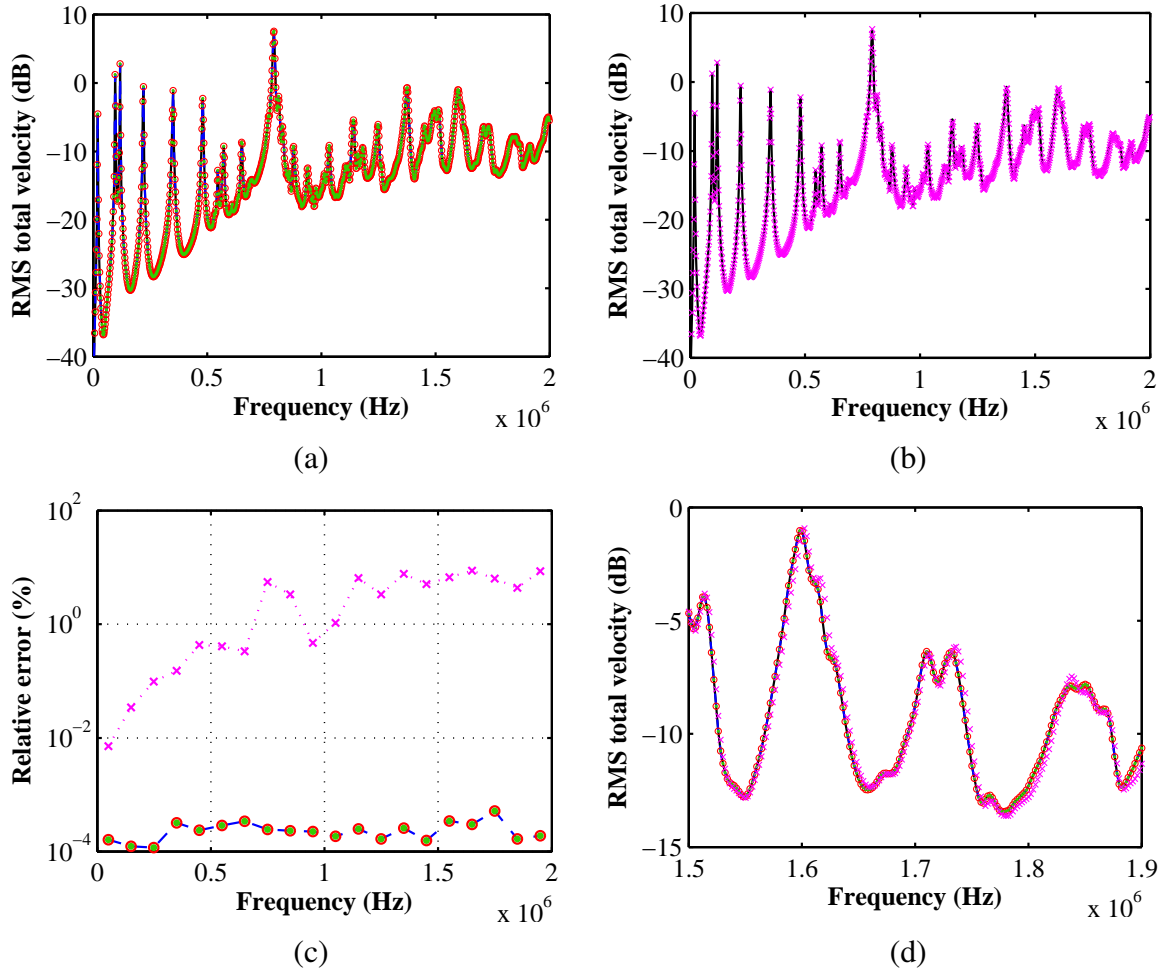 RMS total velocity (dB)
10
0
−10
−20
−30
−40
0 0.5 1 1.5 2
Frequency (Hz)
x 10^6
(a)
RMS total velocity (dB)
10
0
−10
−20
−30
−40
0 0.5 1 1.5 2
Frequency (Hz)
x 10^6
(b)
Relative error (%)
10^2
10^0
10^−2
10^−4
0 0.5 1 1.5 2
Frequency (Hz)
x 10^6
(c)
RMS total velocity (dB)
0
−5
−10
−15
1.5 1.6 1.7 1.8 1.9
Frequency (Hz)
x 10^6
(d)